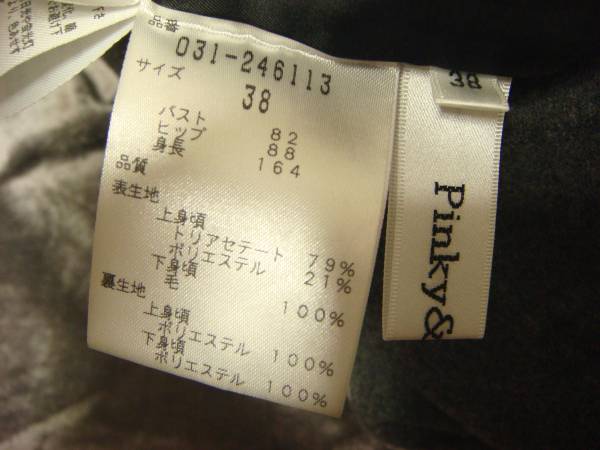 品番
031-246113
サイズ
38
バスト 82
ヒップ 88
身長 164
品質
表生地
上身頃
トリアセテート 79%
ポリエステル 21%
下身頃
毛 100%
裏生地
上身頃
ポリエステル 100%
下身頃
ポリエステル 100%
38
Pinky&